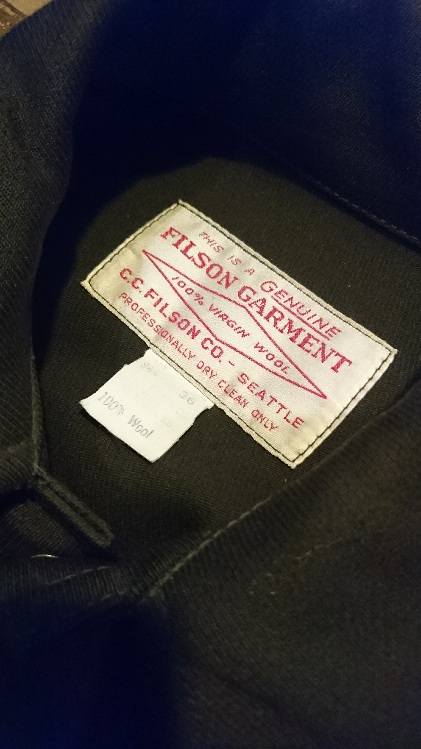 THIS IS A GENUINE
FILSON GARMENT
100% VIRGIN WOOL
C.C. FILSON CO. - SEATTLE
PROFESSIONALLY DRY CLEAN ONLY
36
100% Wool